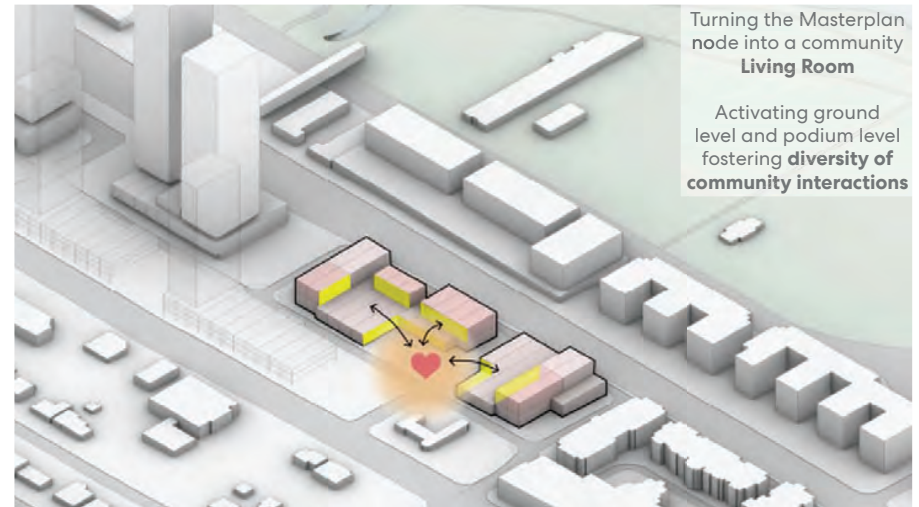 Turning the Masterplan
node into a community
Living Room
Activating ground
level and podium level
fostering diversity of
community interactions